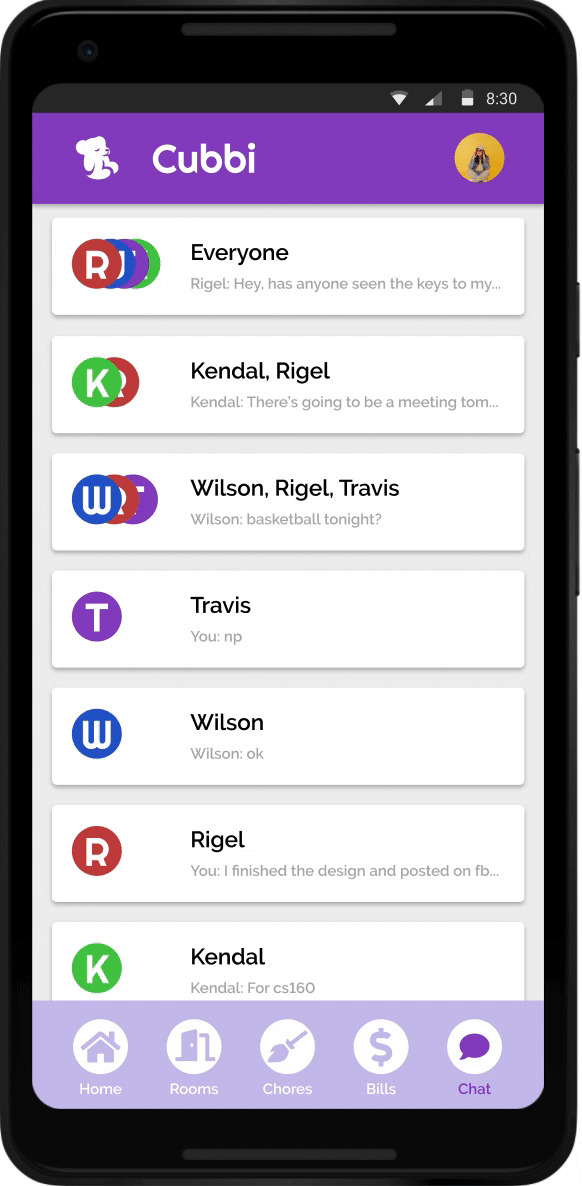 8:30
Cubbi
R
Everyone
Rigel: Hey, has anyone seen the keys to my...
K
Kendal, Rigel
Kendal: There's going to be a meeting tom...
W
Wilson, Rigel, Travis
Wilson: basketball tonight?
T
Travis
You: np
W
Wilson
Wilson: ok
R
Rigel
You: I finished the design and posted on fb...
K
Kendal
Kendal: For cs160
$
Home Rooms Chores Bills Chat